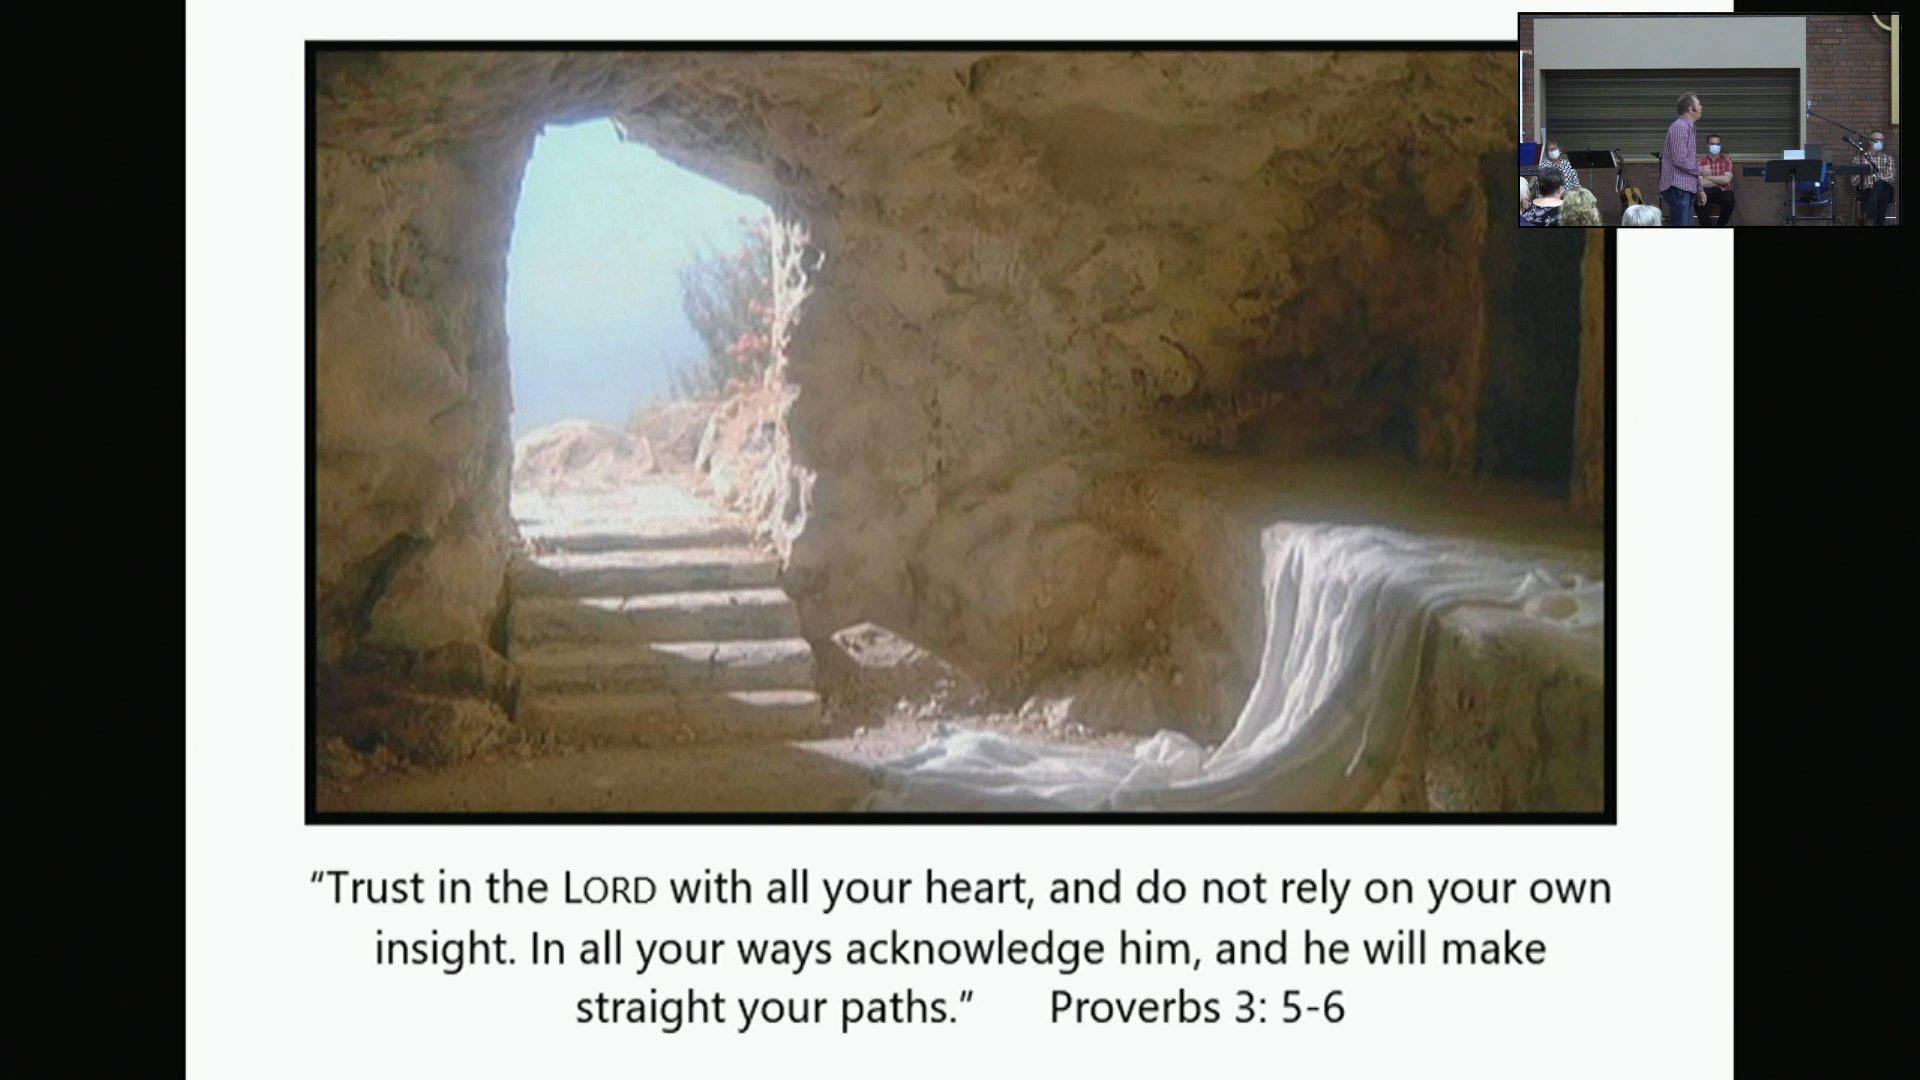 “Trust in the LORD with all your heart, and do not rely on your own
insight. In all your ways acknowledge him, and he will make
straight your paths.” Proverbs 3: 5-6